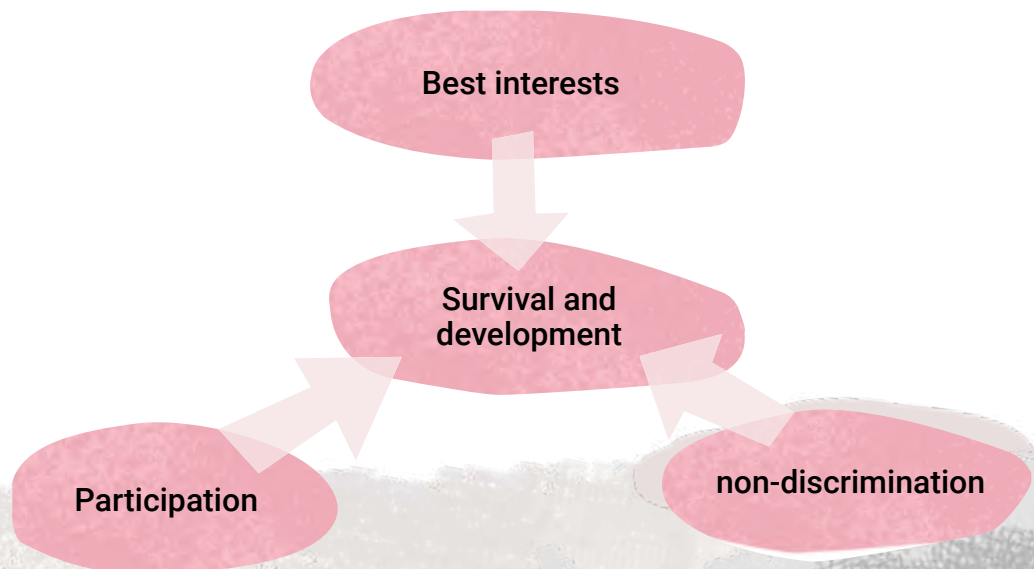 Best interests
Survival and
development
Participation
non-discrimination